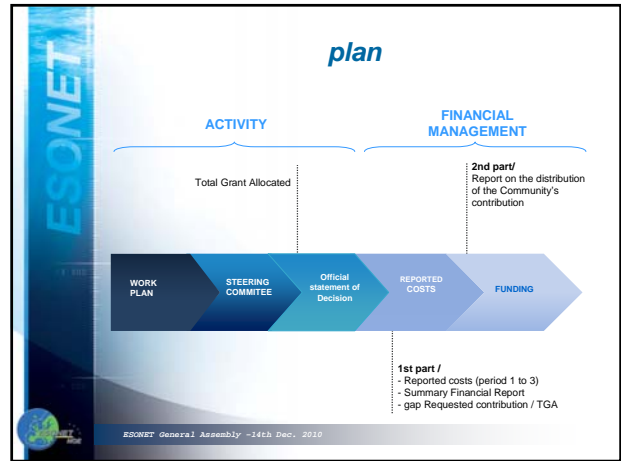 plan
ESONET
ACTIVITY
FINANCIAL
MANAGEMENT
Total Grant Allocated
2nd part/
Report on the distribution
of the Community's
contribution
WORK
PLAN
STEERING
COMMITEE
Official
statement of
Decision
REPORTED
COSTS
FUNDING
1st part /
- Reported costs (period 1 to 3)
- Summary Financial Report
- gap Requested contribution / TGA
ESONET
NOE
ESONET General Assembly -14th Dec. 2010